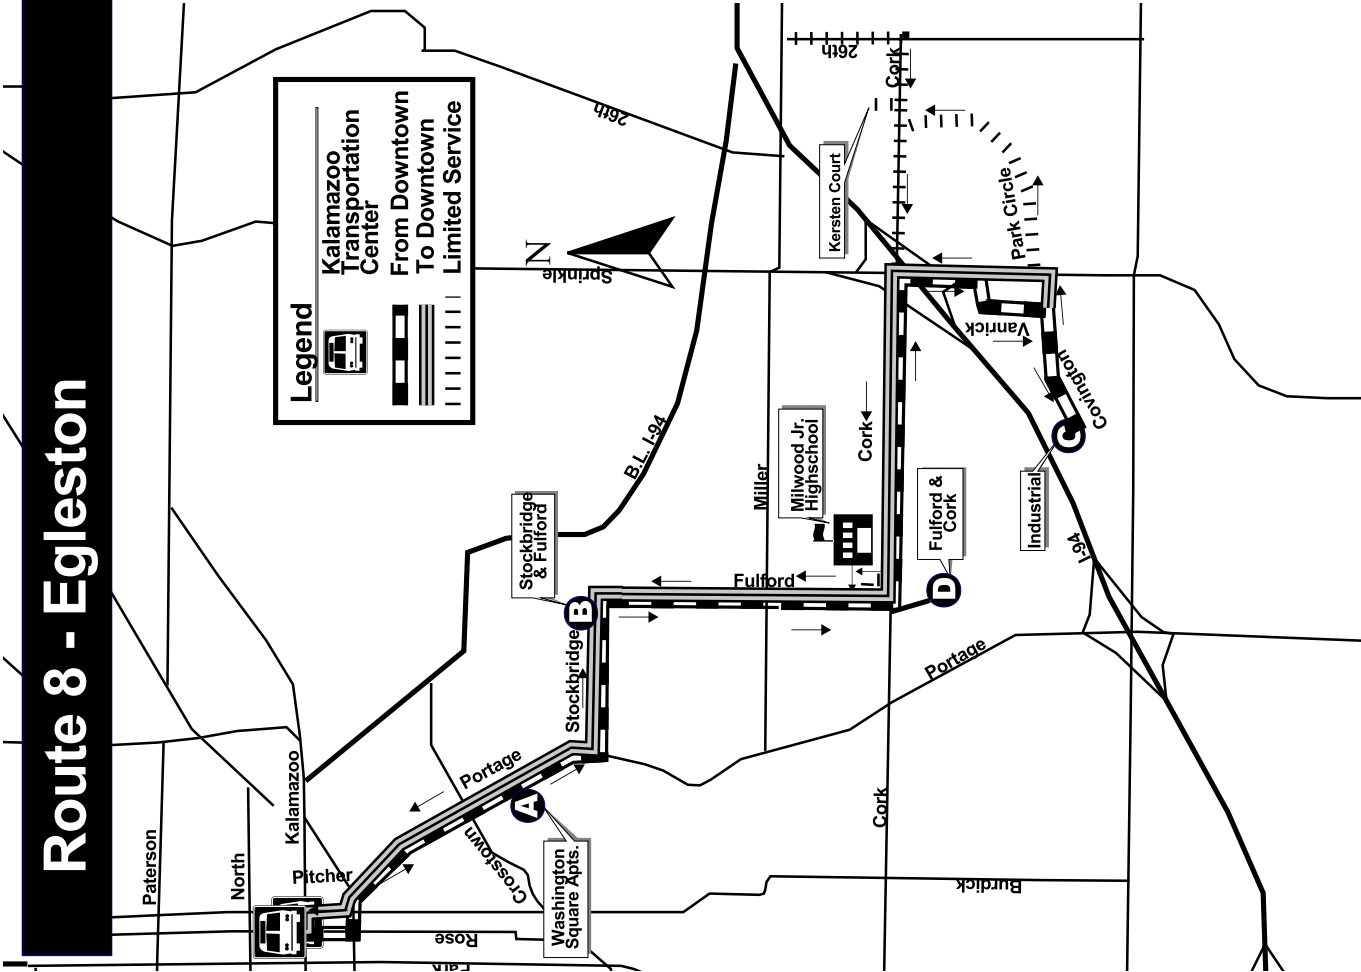 Route 8 - Egleston
Legend
Kalamazoo
Transportation
Center
From Downtown
To Downtown
Limited Service
N
Sprinkle
26th
26th
Cork
Kersten Court
Park Circle
Vanrick
Covington
C
Industrial
I-94
B.L. I-94
Miller
Milwood Jr.
Highschool
Cork
Fulford &
Cork
D
Fulford
Stockbridge
& Fulford
B
Stockbridge
Portage
Portage
A
Washington
Square Apts.
Crosstown
Cork
Burdick
Kalamazoo
Pitcher
North
Paterson
Rose
Park